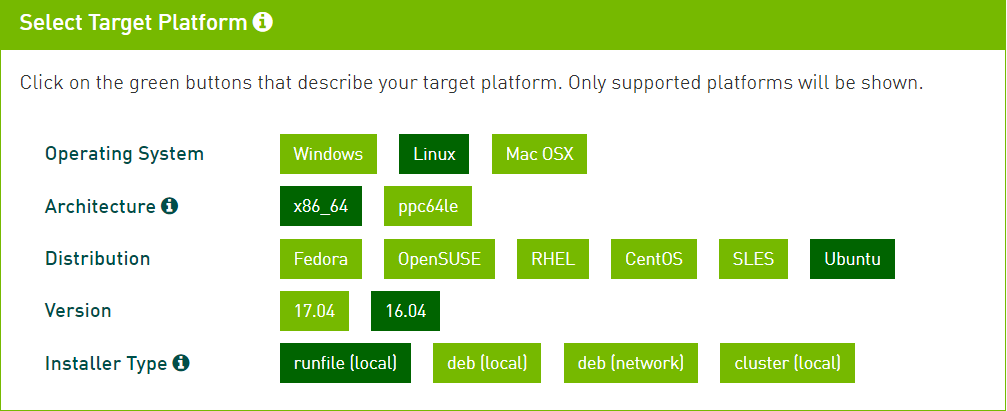 Select Target Platform
Click on the green buttons that describe your target platform. Only supported platforms will be shown.
Operating System Windows Linux Mac OSX
Architecture x86_64 ppc64le
Distribution Fedora OpenSUSE RHEL CentOS SLES Ubuntu
Version 17.04 16.04
Installer Type runfile (local) deb (local) deb (network) cluster (local)